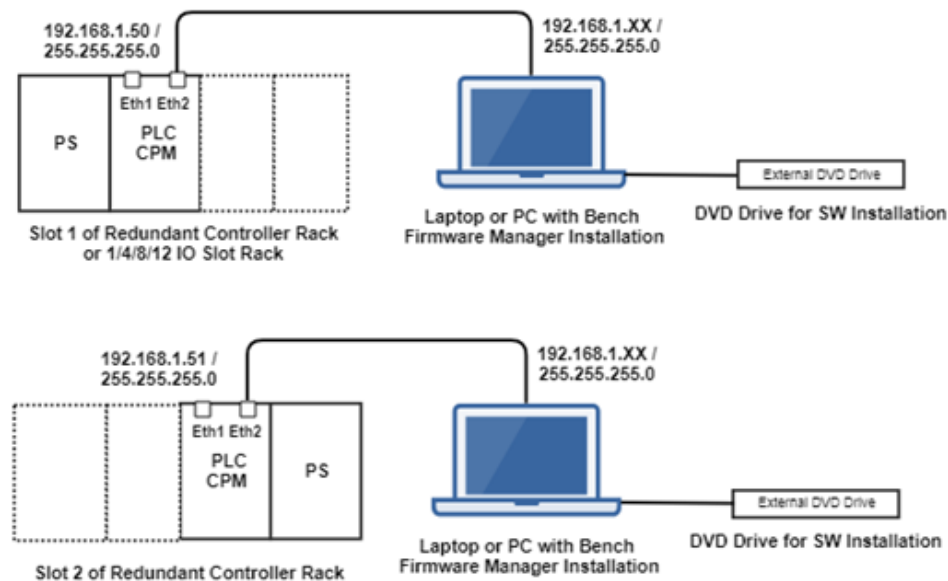 192.168.1.50 /
255.255.255.0
192.168.1.XX /
255.255.255.0
Eth1 Eth2
PS
PLC
CPM
External DVD Drive
Laptop or PC with Bench
Firmware Manager Installation
DVD Drive for SW Installation
Slot 1 of Redundant Controller Rack
or 1/4/8/12 IO Slot Rack
192.168.1.51 /
255.255.255.0
192.168.1.XX /
255.255.255.0
Eth1 Eth2
PLC
CPM
PS
External DVD Drive
Laptop or PC with Bench
Firmware Manager Installation
DVD Drive for SW Installation
Slot 2 of Redundant Controller Rack